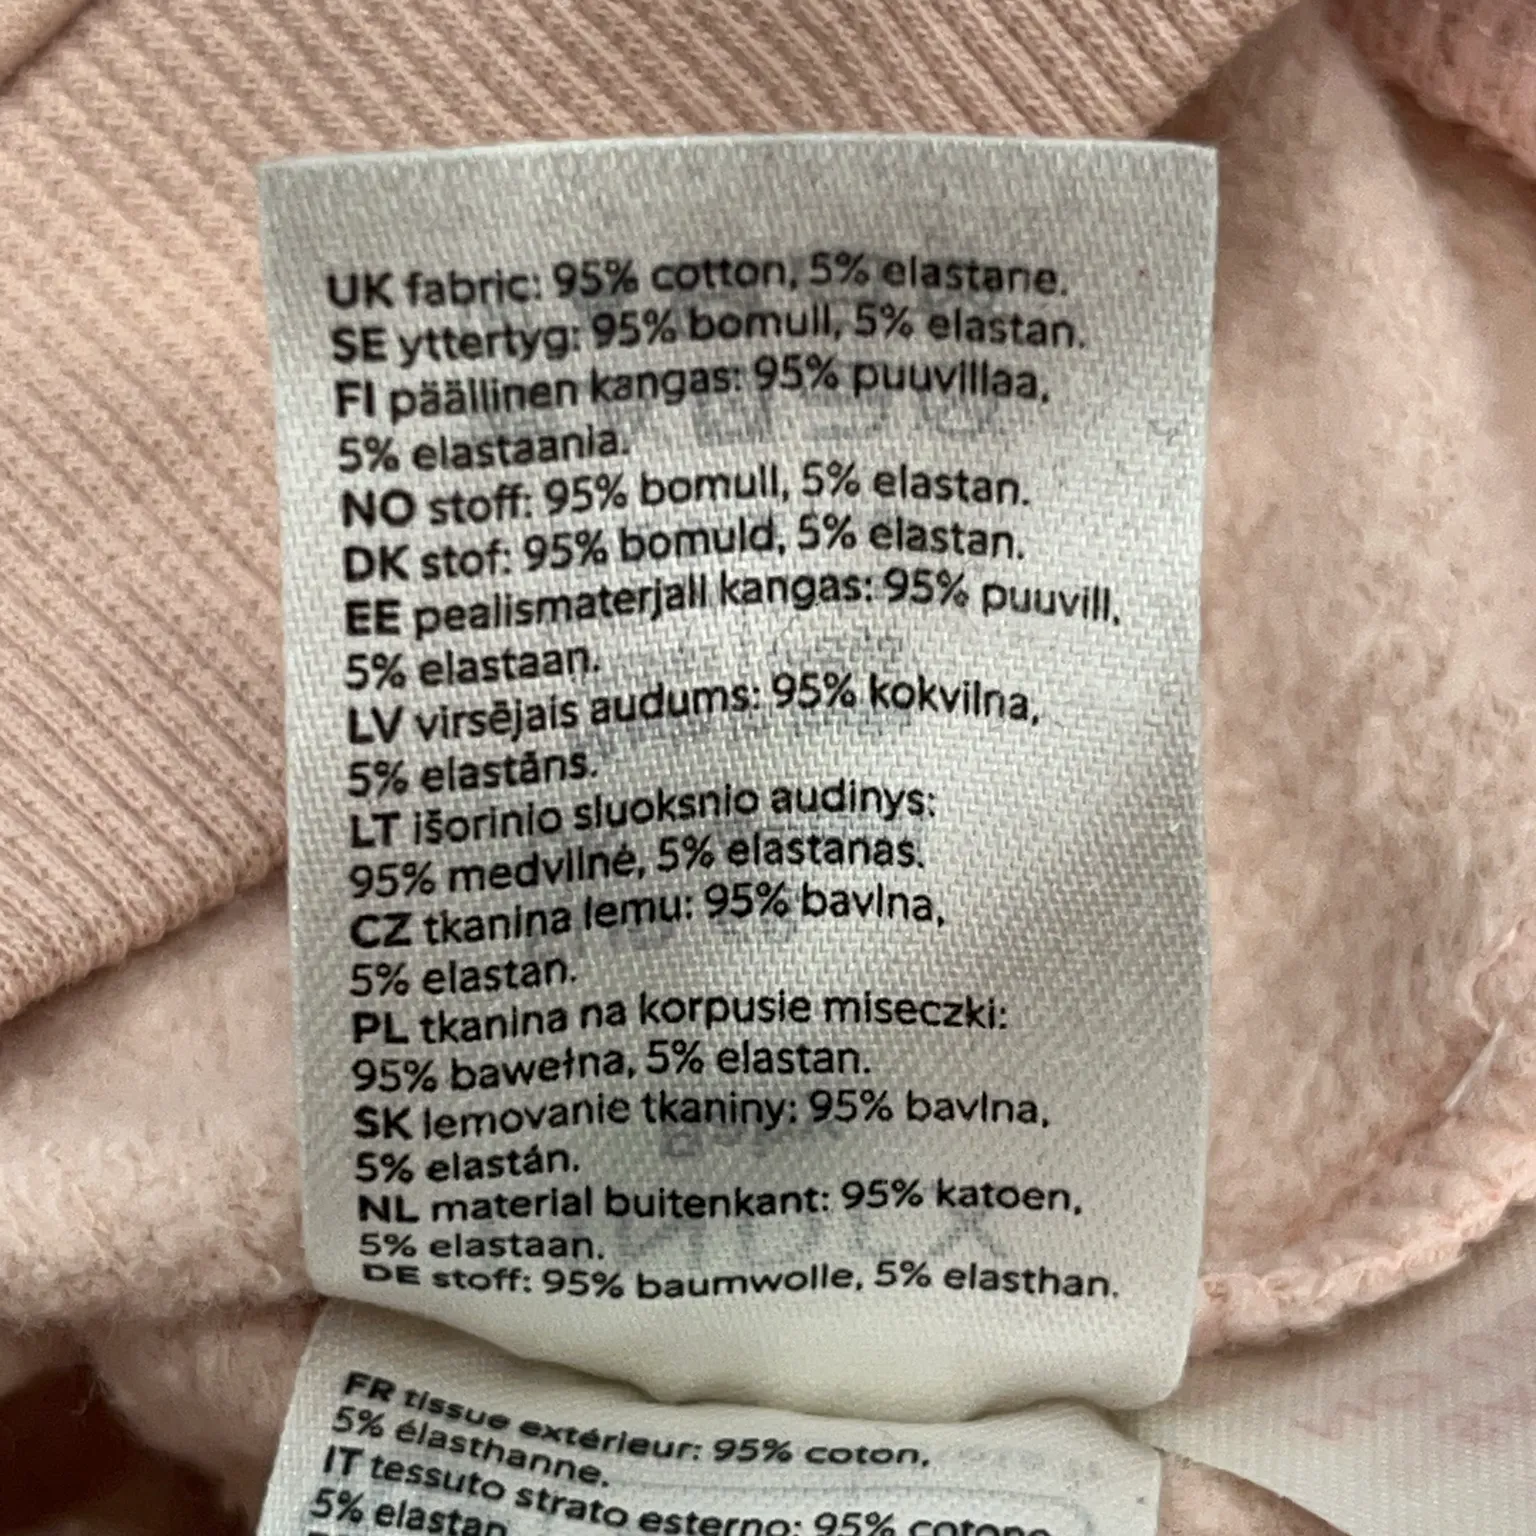 UK fabric: 95% cotton, 5% elastane.
SE yttertyg: 95% bomull, 5% elastan.
FI päällinen kangas: 95% puuvillaa,
5% elastaania.
NO stoff: 95% bomull, 5% elastan.
DK stof: 95% bomuld, 5% elastan.
EE pealismaterjali kangas: 95% puuvill,
5% elastaan.
LV virsējais audums: 95% kokvilna,
5% elastāns.
LT išorinio sluoksnio audinys:
95% medvilnė, 5% elastanas.
CZ tkanina lemu: 95% bavlna,
5% elastan.
PL tkanina na korpusie miseczki:
95% bawełna, 5% elastan.
SK lemovanie tkaniny: 95% bavlna,
5% elastán.
NL material buitenkant: 95% katoen,
5% elastaan.
DE stoff: 95% baumwolle, 5% elasthan.
FR tissue extérieur: 95% coton,
5% élasthanne.
IT tessuto strato esterno: 95% cotone
5% elastan